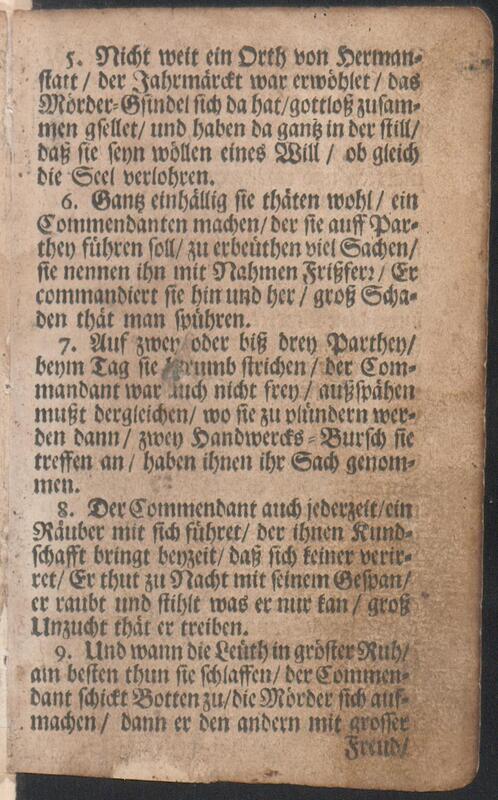 5. Nicht weit ein Orth von Herman-
statt/ der Jahrmärckt war erwöhlet/ das
Mörder-Gsindel sich da hat/gottloß zusam-
men gsellet/ und haben da gantz in der still/
daß sie seyn wöllen eines Will/ ob gleich
die Seel verlohren.
6. Gantz einhällig sie thäten wohl/ ein
Commendanten machen/ der sie auff Par-
they führen soll/ zu erbeüthen viel Sachen/
sie nennen ihn mit Nahmen Frißfer2/ Er
commandiert sie hin und her/ groß Scha-
den thät man spühren.
7. Auf zwey/oder biß drey Parthey/
beym Tag sie herumb strichen/ der Com-
mandant war auch nicht frey/ außspähen
mußt dergleichen/ wo sie zu plündern wer-
den dann/ zwey Handwercks-Bursch sie
treffen an/ haben ihnen ihr Sach genom-
men.
8. Der Commendant auch jederzeit/ein
Räuber mit sich führet/ der ihnen Kund-
schafft bringt beyzeit/ daß sich keiner verir-
ret/ Er thut zu Nacht mit seinem Gespan/
er raubt und stihlt was er nur kan/ groß
Unzucht thät er treiben.
9. Und wann die Leüth in gröster Ruh/
am besten thun sie schlaffen/ der Commen-
dant schickt Botten zu/die Mörder sich auf-
machen/ dann er den andern mit grosser
Freud/